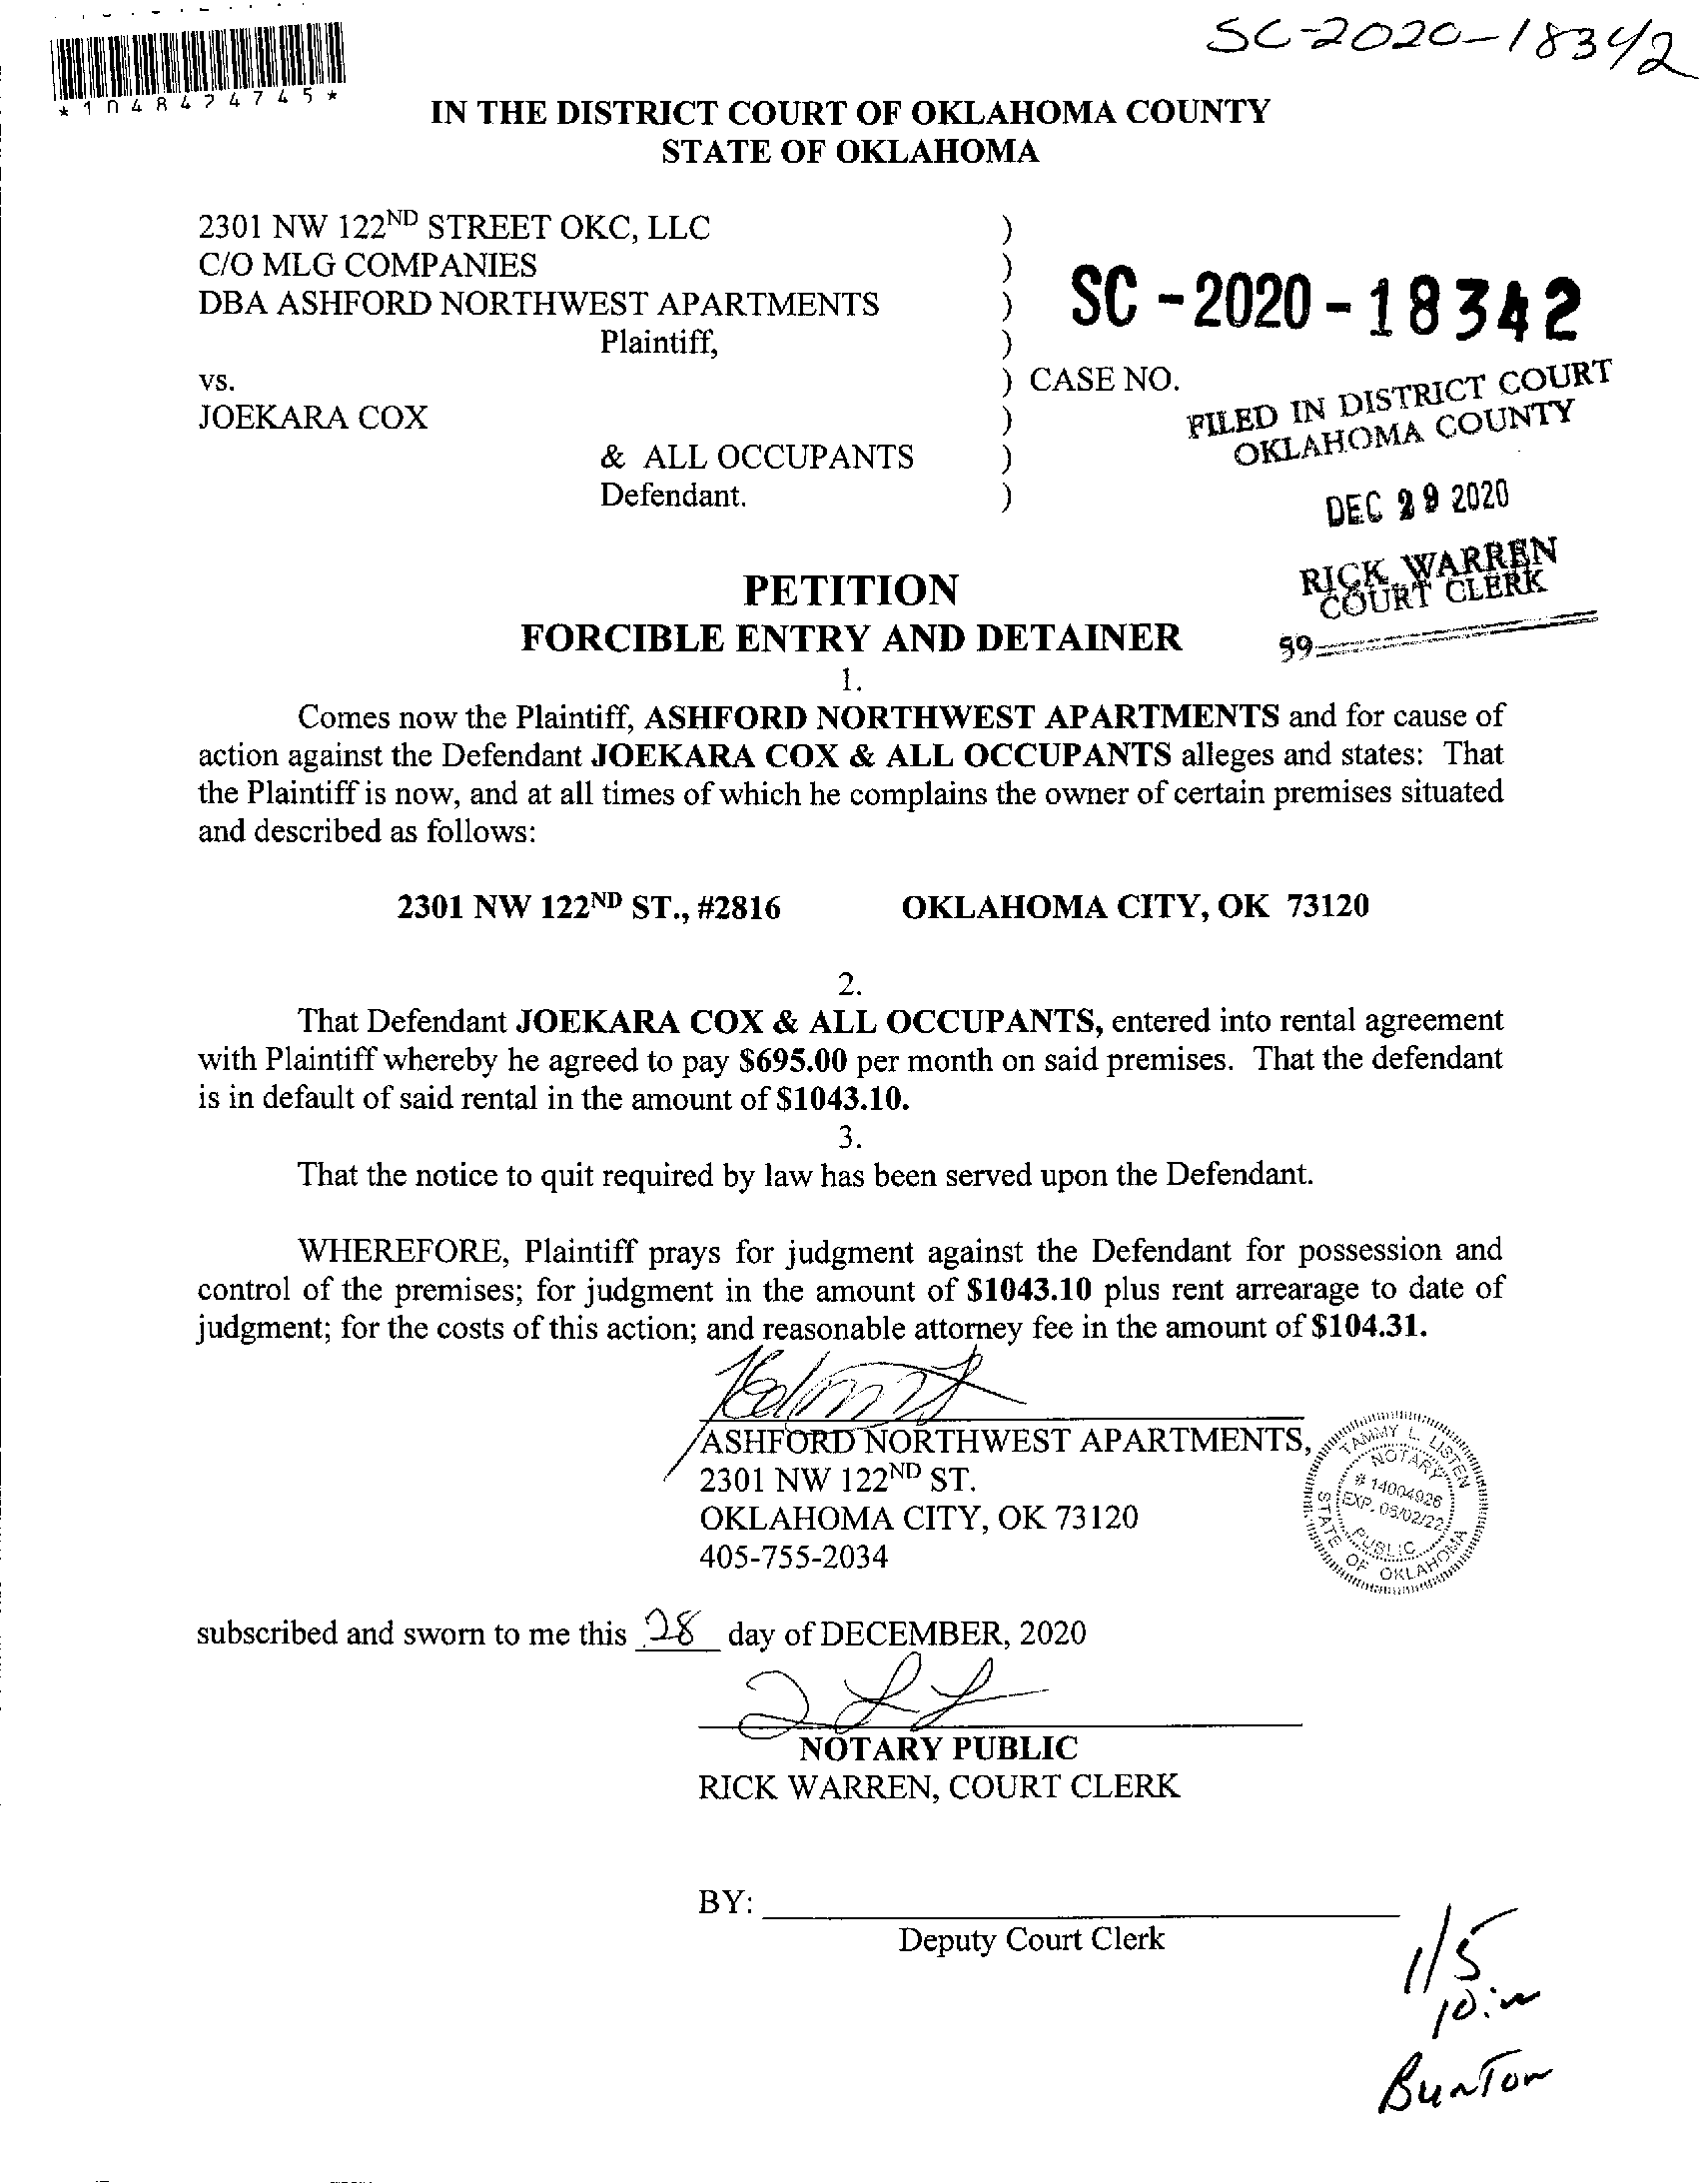 SC-2020-18342
*1048424745*
IN THE DISTRICT COURT OF OKLAHOMA COUNTY
STATE OF OKLAHOMA
2301 NW 122ND STREET OKC, LLC )
C/O MLG COMPANIES )
DBA ASHFORD NORTHWEST APARTMENTS )
SC-2020-18342
Plaintiff, )
vs. ) CASE NO.
JOEKARA COX )
& ALL OCCUPANTS )
Defendant. )
FILED IN DISTRICT COURT
OKLAHOMA COUNTY
DEC 29 2020
RICK WARREN
COURT CLERK
39
PETITION
FORCIBLE ENTRY AND DETAINER
1.
Comes now the Plaintiff, ASHFORD NORTHWEST APARTMENTS and for cause of
action against the Defendant JOEKARA COX & ALL OCCUPANTS alleges and states: That
the Plaintiff is now, and at all times of which he complains the owner of certain premises situated
and described as follows:
2301 NW 122ND ST., #2816 OKLAHOMA CITY, OK 73120
2.
That Defendant JOEKARA COX & ALL OCCUPANTS, entered into rental agreement
with Plaintiff whereby he agreed to pay $695.00 per month on said premises. That the defendant
is in default of said rental in the amount of $1043.10.
3.
That the notice to quit required by law has been served upon the Defendant.
WHEREFORE, Plaintiff prays for judgment against the Defendant for possession and
control of the premises; for judgment in the amount of $1043.10 plus rent arrearage to date of
judgment; for the costs of this action; and reasonable attorney fee in the amount of $104.31.
ASHFORD NORTHWEST APARTMENTS,
2301 NW 122ND ST.
OKLAHOMA CITY, OK 73120
405-755-2034
TAMMY L. LISTEN
NOTARY
# 14004926
EXP. 05/02/22
PUBLIC
STATE OF OKLAHOMA
subscribed and sworn to me this 28 day of DECEMBER, 2020
NOTARY PUBLIC
RICK WARREN, COURT CLERK
BY:
Deputy Court Clerk
1/5
Bunton